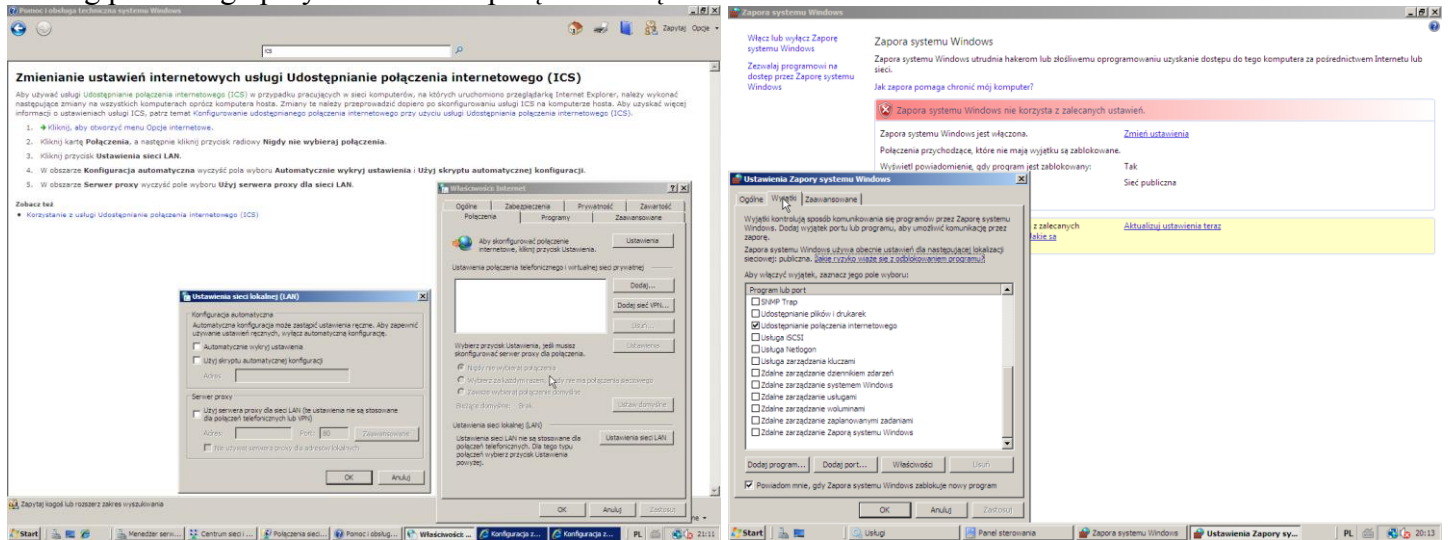 Pomoc i obsługa techniczna systemu Windows
Zapytaj Opcje
ics
Zmienianie ustawień internetowych usługi Udostępnianie połączenia internetowego (ICS)
Aby używać usługi Udostępnianie połączenia internetowego (ICS) w przypadku pracujących w sieci komputerów, na których uruchomiono przeglądarkę Internet Explorer, należy wykonać
następujące zmiany na wszystkich komputerach oprócz komputera hosta. Zmiany te należy przeprowadzić dopiero po skonfigurowaniu usługi ICS na komputerze hosta. Aby uzyskać więcej
informacji o ustawieniach usługi ICS, patrz temat Konfigurowanie udostępnianego połączenia internetowego przy użyciu usługi Udostępnianie połączenia internetowego (ICS).
1. Kliknij, aby otworzyć menu Opcje internetowe.
2. Kliknij kartę Połączenia, a następnie kliknij przycisk radiowy Nigdy nie wybieraj połączenia.
3. Kliknij przycisk Ustawienia sieci LAN.
4. W obszarze Konfiguracja automatyczna wyczyść pola wyboru Automatycznie wykryj ustawienia i Użyj skryptu automatycznej konfiguracji.
5. W obszarze Serwer proxy wyczyść pole wyboru Użyj serwera proxy dla sieci LAN.
Zobacz też
Korzystanie z usługi Udostępnianie połączenia internetowego (ICS)
Właściwości: Internet
Ogólne Zabezpieczenia Prywatność Zawartość
Połączenia Programy Zaawansowane
Aby skonfigurować połączenie
internetowe, kliknij przycisk Ustawienia.
Ustawienia
Ustawienia połączenia telefonicznego i wirtualnej sieci prywatnej
Dodaj...
Dodaj sieć VPN...
Usuń...
Wybierz przycisk Ustawienia, jeśli musisz
skonfigurować serwer proxy dla połączenia.
Ustawienia
Nigdy nie wybieraj połączenia
Wybierz za każdym razem, gdy nie ma połączenia sieciowego
Zawsze wybieraj połączenie domyślne
Bieżące domyślne: Brak
Ustaw domyślne
Ustawienia sieci lokalnej (LAN)
Ustawienia sieci LAN nie są stosowane dla
połączeń telefonicznych. Dla tego typu
połączeń wybierz przycisk Ustawienia
powyżej.
Ustawienia sieci LAN
OK Anuluj Zastosuj
Ustawienia sieci lokalnej (LAN)
Konfiguracja automatyczna
Automatyczna konfiguracja może zastąpić ustawienia ręczne. Aby zapewnić
używanie ustawień ręcznych, wyłącz automatyczną konfigurację.
Automatycznie wykryj ustawienia
Użyj skryptu automatycznej konfiguracji
Adres
Serwer proxy
Użyj serwera proxy dla sieci LAN (te ustawienia nie są stosowane
dla połączeń telefonicznych lub VPN)
Adres: Port: 80 Zaawansowane
Nie używaj serwera proxy dla adresów lokalnych
OK Anuluj
Zapytaj kogoś lub rozszerz zakres wyszukiwania
Start Menedżer serw... Centrum sieci i ... Połączenia sieci... Pomoc i obsług... Właściwości: ... Konfiguracja z... Konfiguracja z... PL 21:11
Zapora systemu Windows
Włącz lub wyłącz Zaporę
systemu Windows
Zezwalaj programowi na
dostęp przez Zaporę systemu
Windows
Zapora systemu Windows
Zapora systemu Windows utrudnia hakerom lub złośliwemu oprogramowaniu uzyskanie dostępu do tego komputera za pośrednictwem Internetu lub
sieci.
Jak zapora pomaga chronić mój komputer?
Zapora systemu Windows nie korzysta z zalecanych ustawień.
Zapora systemu Windows jest włączona. Zmień ustawienia
Połączenia przychodzące, które nie mają wyjątku są zablokowane.
Wyświetl powiadomienie, gdy program jest zablokowany: Tak
Sieć publiczna
z zalecanych Aktualizuj ustawienia teraz
Jakie są
Ustawienia Zapory systemu Windows
Ogólne Wyjątki Zaawansowane
Wyjątki kontrolują sposób komunikowania się programów przez Zaporę systemu
Windows. Dodaj wyjątek portu lub programu, aby umożliwić komunikację przez
zaporę.
Zapora systemu Windows używa obecnie ustawień dla następującej lokalizacji
sieciowej: publiczna. Jakie ryzyko wiąże się z odblokowaniem programu?
Aby włączyć wyjątek, zaznacz jego pole wyboru:
Program lub port
SNMP Trap
Udostępnianie plików i drukarek
Udostępnianie połączenia internetowego
Usługa iSCSI
Usługa Netlogon
Usługa zarządzania kluczami
Zdalne zarządzanie dziennikiem zdarzeń
Zdalne zarządzanie systemem Windows
Zdalne zarządzanie usługami
Zdalne zarządzanie woluminami
Zdalne zarządzanie zaplanowanymi zadaniami
Zdalne zarządzanie Zaporą systemu Windows
Dodaj program... Dodaj port... Właściwości Usuń
Powiadom mnie, gdy Zapora systemu Windows zablokuje nowy program
OK Anuluj Zastosuj
Start Usługi Panel sterowania Zapora systemu Windows Ustawienia Zapory sy... PL 20:13